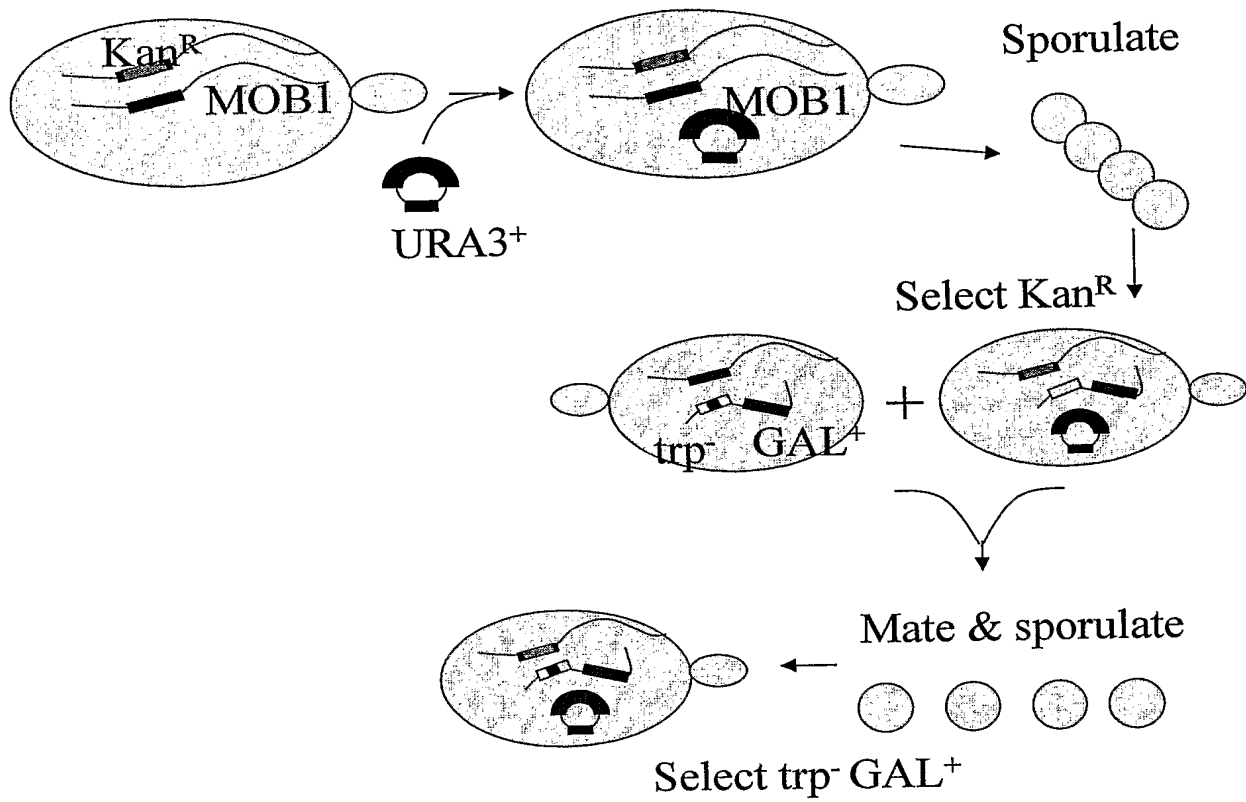 Kanᴿ
MOB1
URA3⁺
MOB1
Sporulate
Select Kanᴿ
trp⁻
GAL⁺
+
Mate & sporulate
Select trp⁻ GAL⁺